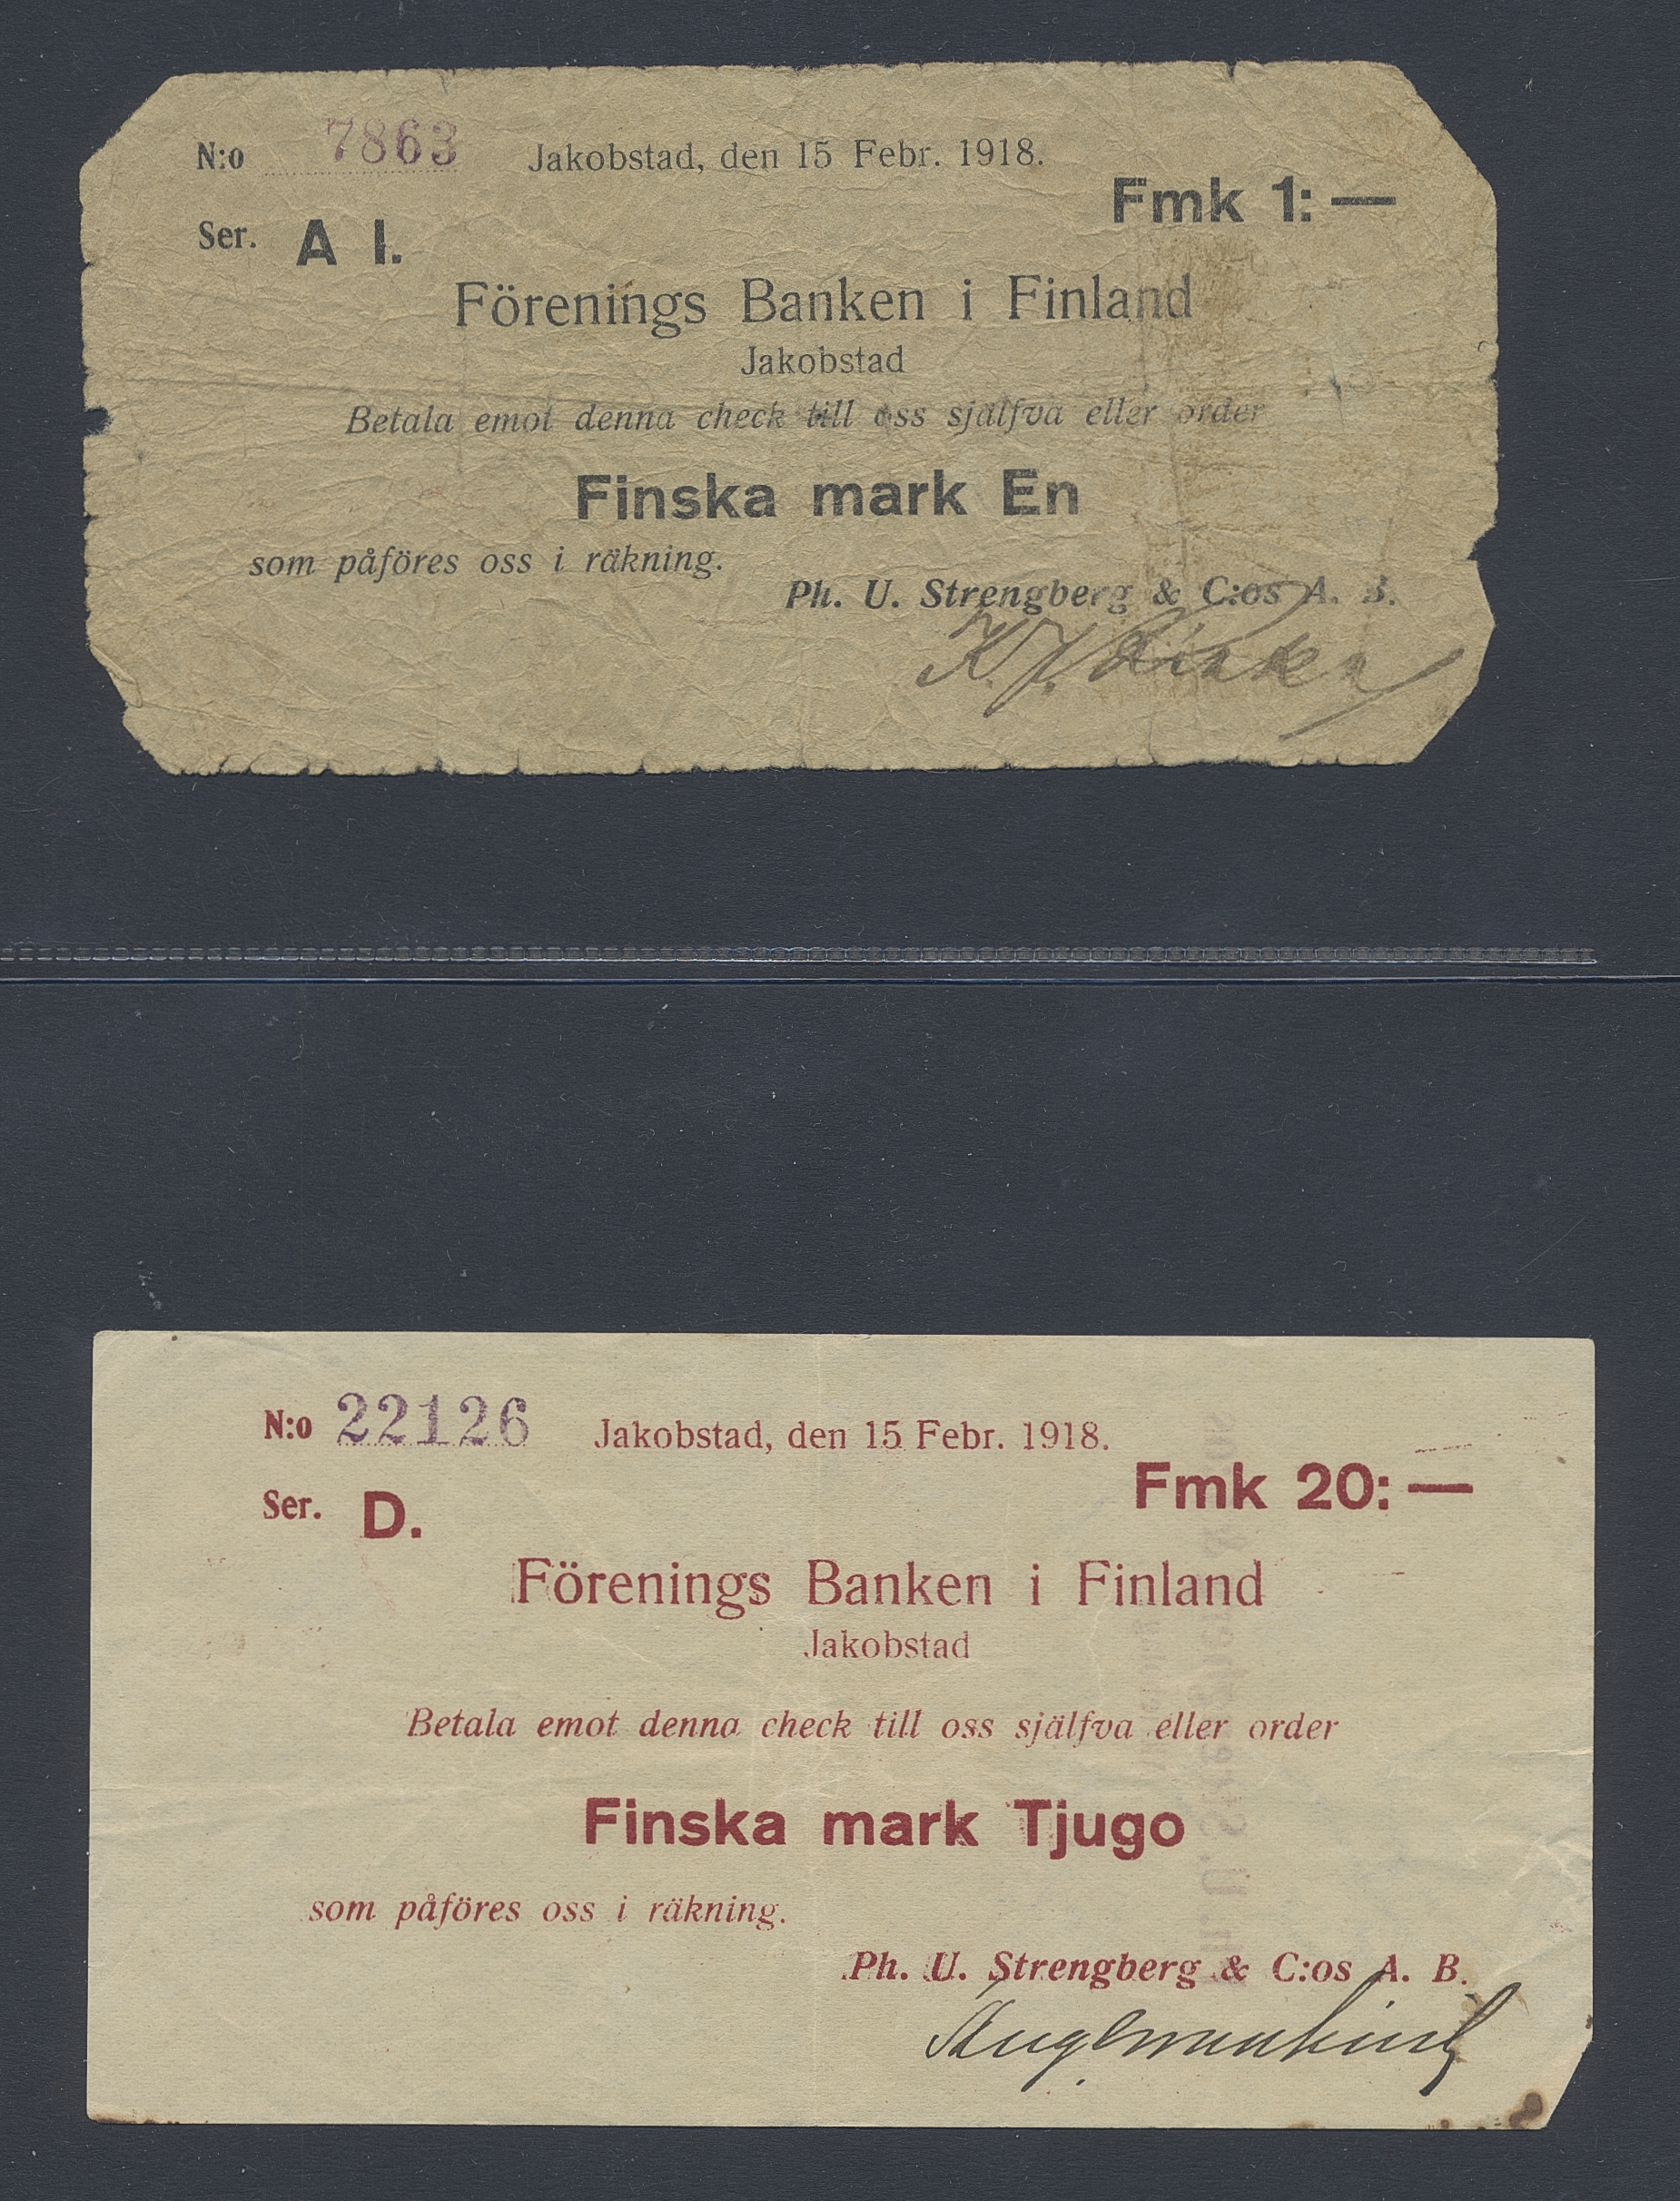 N:o 7863 Jakobstad, den 15 Febr. 1918.
Fmk 1: —
Ser. A I.
Förenings Banken i Finland
Jakobstad
Betala emot denna check till oss själfva eller order
Finska mark En
som påföres oss i räkning.
Ph. U. Strengberg & C:os A. B.
N:o 22126 Jakobstad, den 15 Febr. 1918.
Fmk 20: —
Ser. D.
Förenings Banken i Finland
Jakobstad
Betala emot denna check till oss själfva eller order
Finska mark Tjugo
som påföres oss i räkning.
Ph. U. Strengberg & C:os A. B.